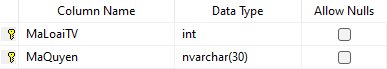 Column Name Data Type Allow Nulls
MaLoaiTV int
MaQuyen nvarchar(30)